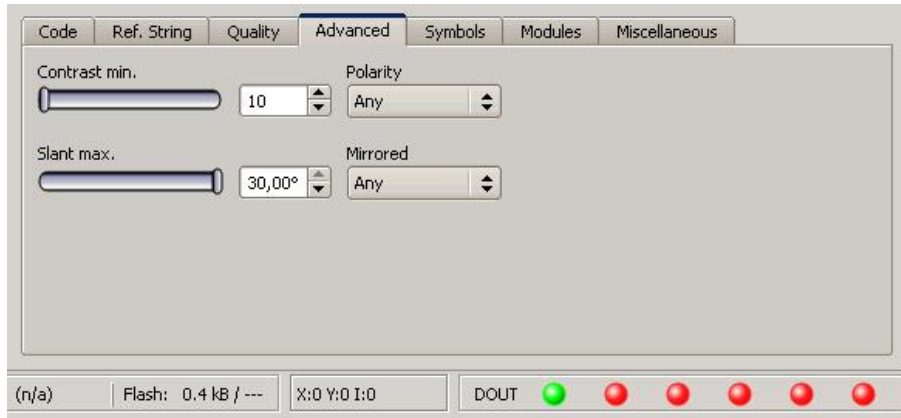 Code Ref. String Quality Advanced Symbols Modules Miscellaneous
Contrast min. Polarity
10 Any
Slant max. Mirrored
30,00° Any
(n/a) Flash: 0.4 kB / --- X:0 Y:0 I:0 DOUT